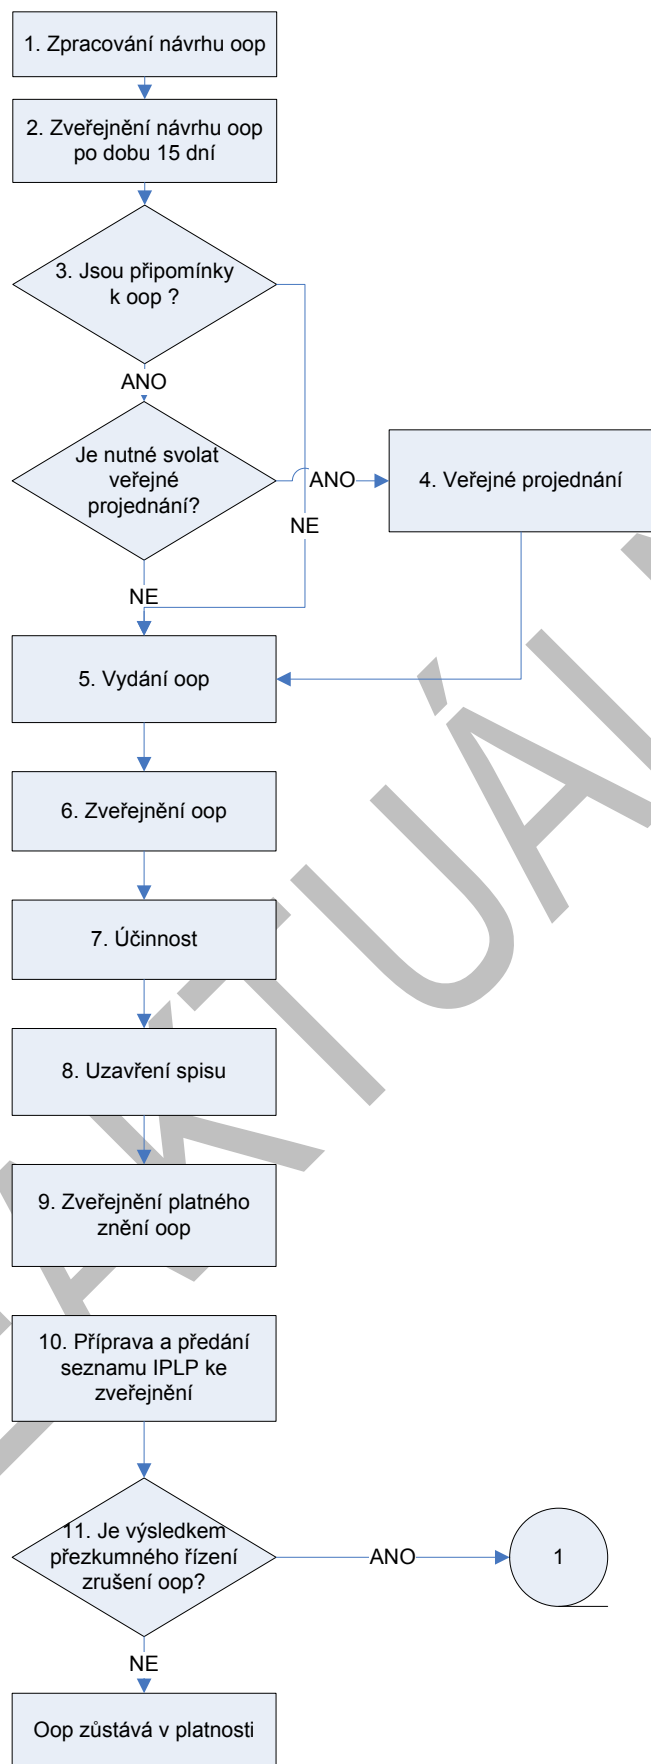 1. Zpracování návrhu oop
2. Zveřejnění návrhu oop
po dobu 15 dní
3. Jsou připomínky
k oop ?
ANO
Je nutné svolat
veřejné
projednání?
ANO
4. Veřejné projednání
NE
NE
5. Vydání oop
6. Zveřejnění oop
7. Účinnost
8. Uzavření spisu
9. Zveřejnění platného
znění oop
10. Příprava a předání
seznamu IPLP ke
zveřejnění
11. Je výsledkem
přezkumného řízení
zrušení oop?
ANO
1
NE
Oop zůstává v platnosti